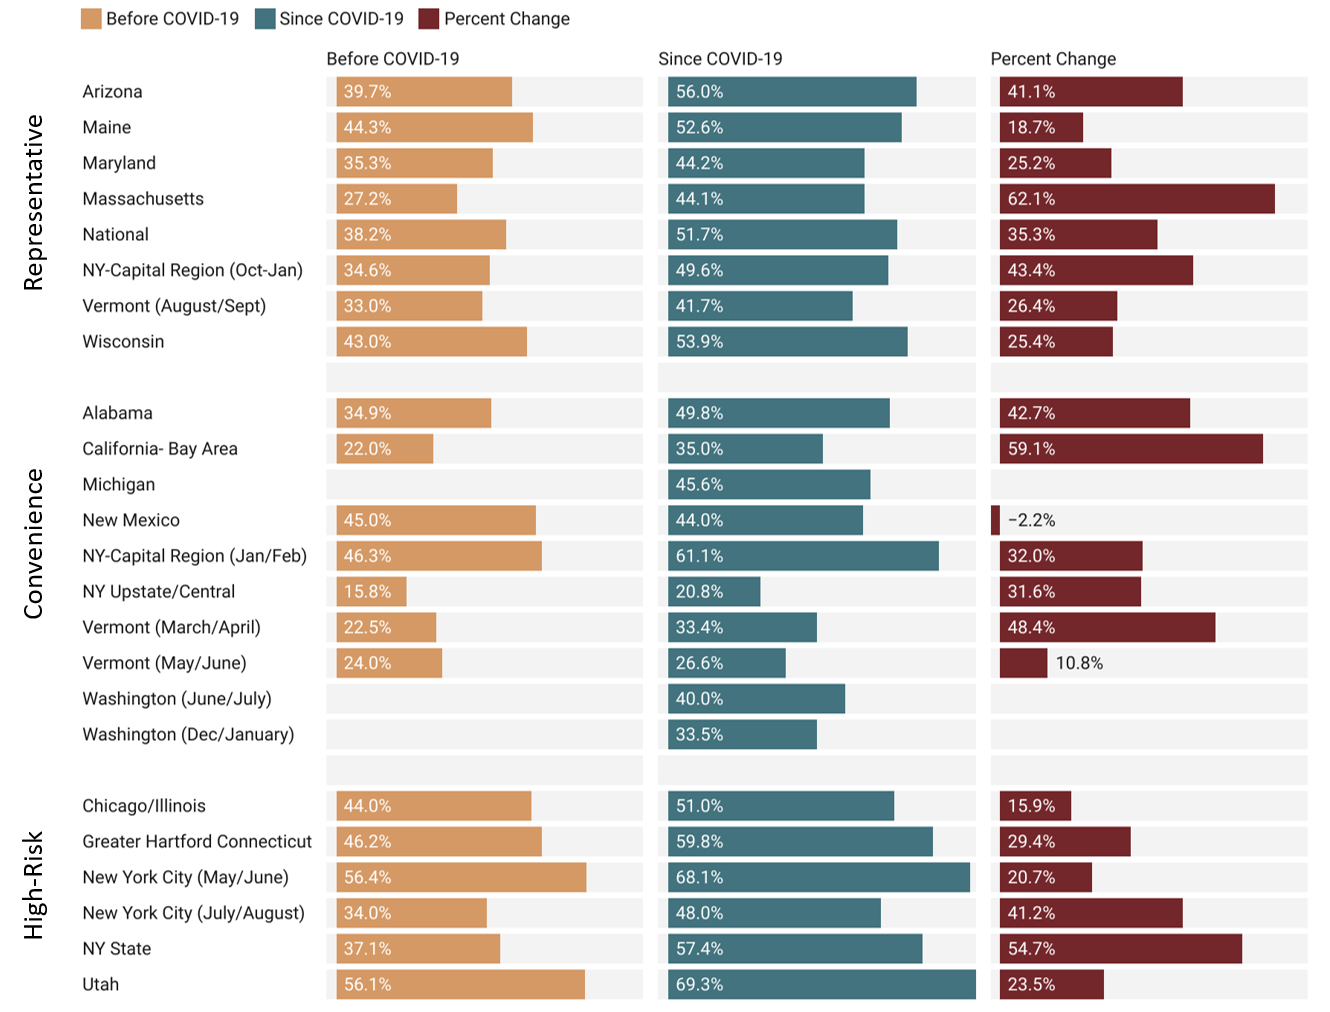 Before COVID-19 Since COVID-19 Percent Change
Before COVID-19 Since COVID-19 Percent Change
Representative
Arizona 39.7% 56.0% 41.1%
Maine 44.3% 52.6% 18.7%
Maryland 35.3% 44.2% 25.2%
Massachusetts 27.2% 44.1% 62.1%
National 38.2% 51.7% 35.3%
NY-Capital Region (Oct-Jan) 34.6% 49.6% 43.4%
Vermont (August/Sept) 33.0% 41.7% 26.4%
Wisconsin 43.0% 53.9% 25.4%
Convenience
Alabama 34.9% 49.8% 42.7%
California- Bay Area 22.0% 35.0% 59.1%
Michigan 45.6%
New Mexico 45.0% 44.0% −2.2%
NY-Capital Region (Jan/Feb) 46.3% 61.1% 32.0%
NY Upstate/Central 15.8% 20.8% 31.6%
Vermont (March/April) 22.5% 33.4% 48.4%
Vermont (May/June) 24.0% 26.6% 10.8%
Washington (June/July) 40.0%
Washington (Dec/January) 33.5%
High-Risk
Chicago/Illinois 44.0% 51.0% 15.9%
Greater Hartford Connecticut 46.2% 59.8% 29.4%
New York City (May/June) 56.4% 68.1% 20.7%
New York City (July/August) 34.0% 48.0% 41.2%
NY State 37.1% 57.4% 54.7%
Utah 56.1% 69.3% 23.5%